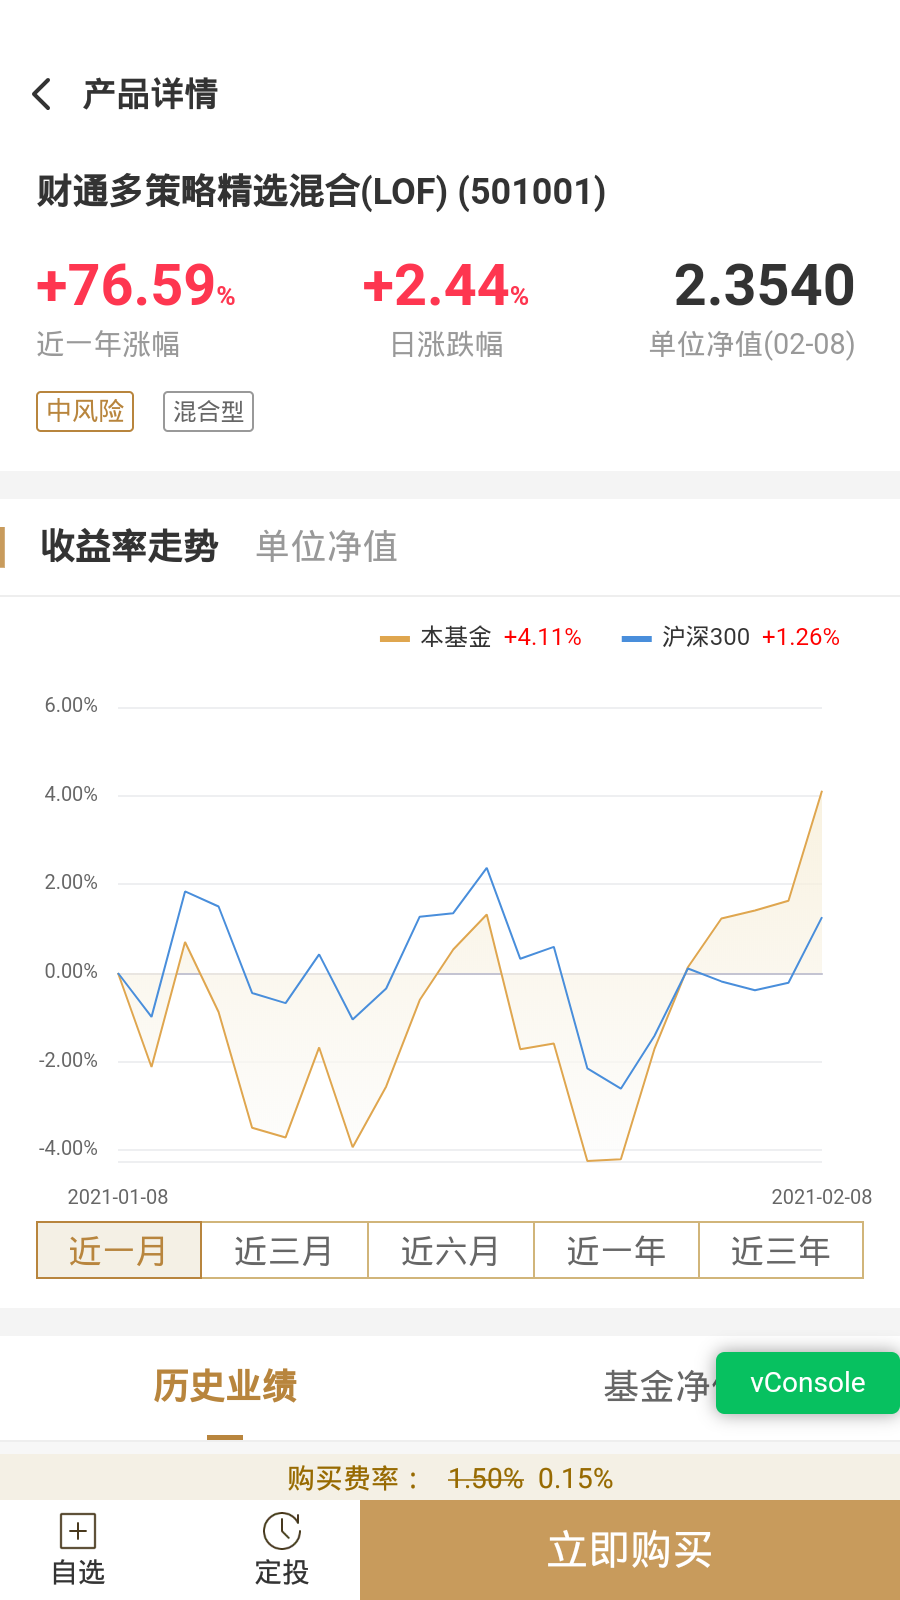 产品详情
财通多策略精选混合(LOF) (501001)
+76.59% +2.44% 2.3540
近一年涨幅 日涨跌幅 单位净值(02-08)
中风险 混合型
收益率走势 单位净值
本基金 +4.11% 沪深300 +1.26%
6.00%
4.00%
2.00%
0.00%
-2.00%
-4.00%
2021-01-08 2021-02-08
近一月 近三月 近六月 近一年 近三年
历史业绩 基金净 vConsole
购买费率： 1.50% 0.15%
自选 定投 立即购买